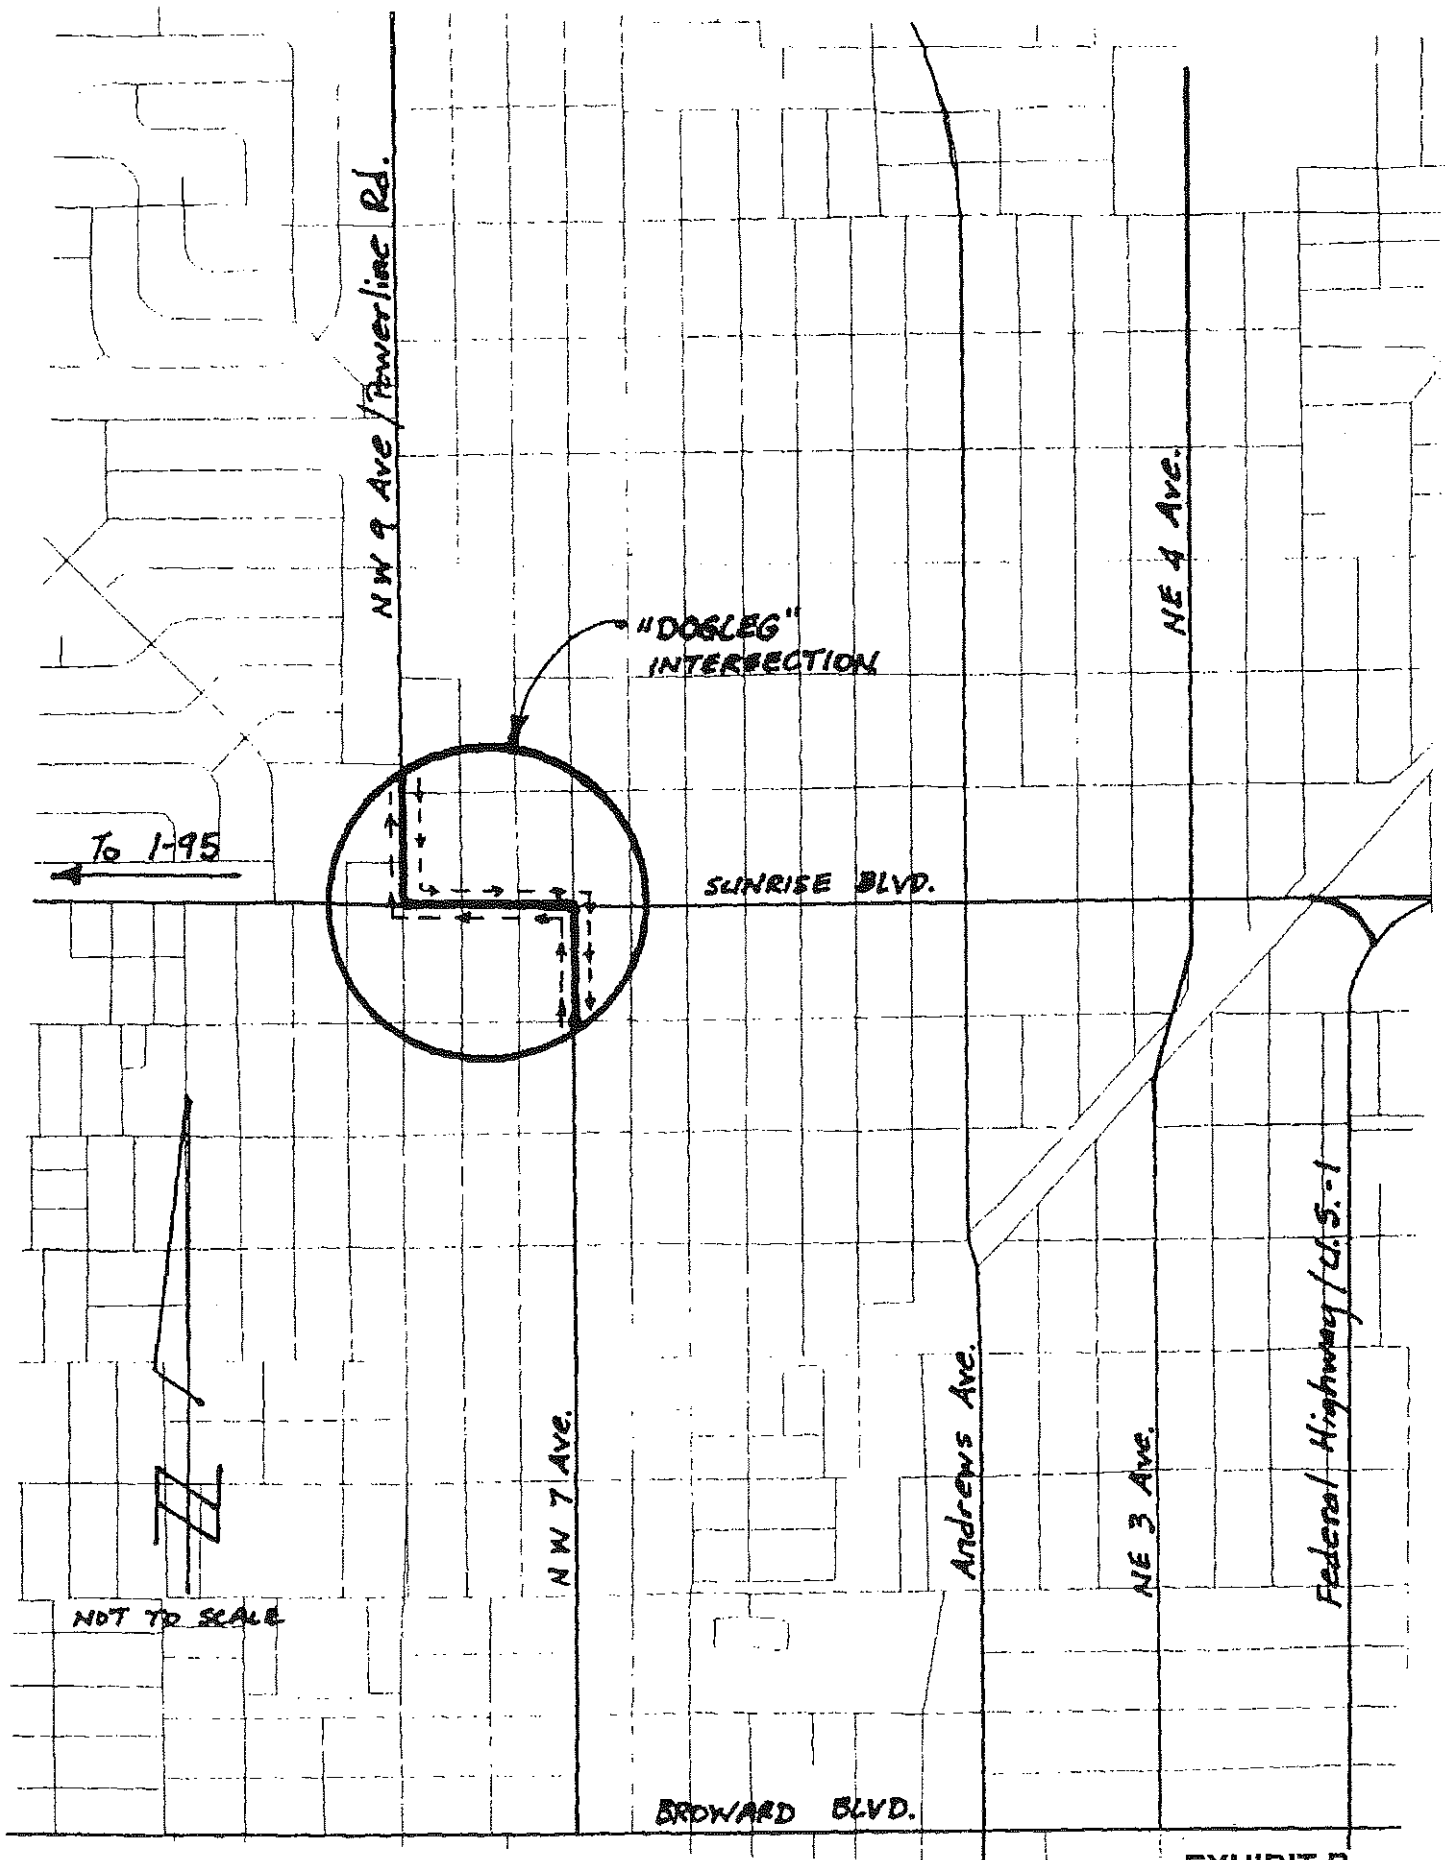 NW 9 Ave/Powerline Rd.
NE 4 Ave.
"DOGLEG"
INTERSECTION
To I-95
SUNRISE BLVD.
NW 7 Ave.
Andrews Ave.
NE 3 Ave.
Federal Highway/U.S.-1
N
NOT TO SCALE
BROWARD BLVD.
EXHIBIT